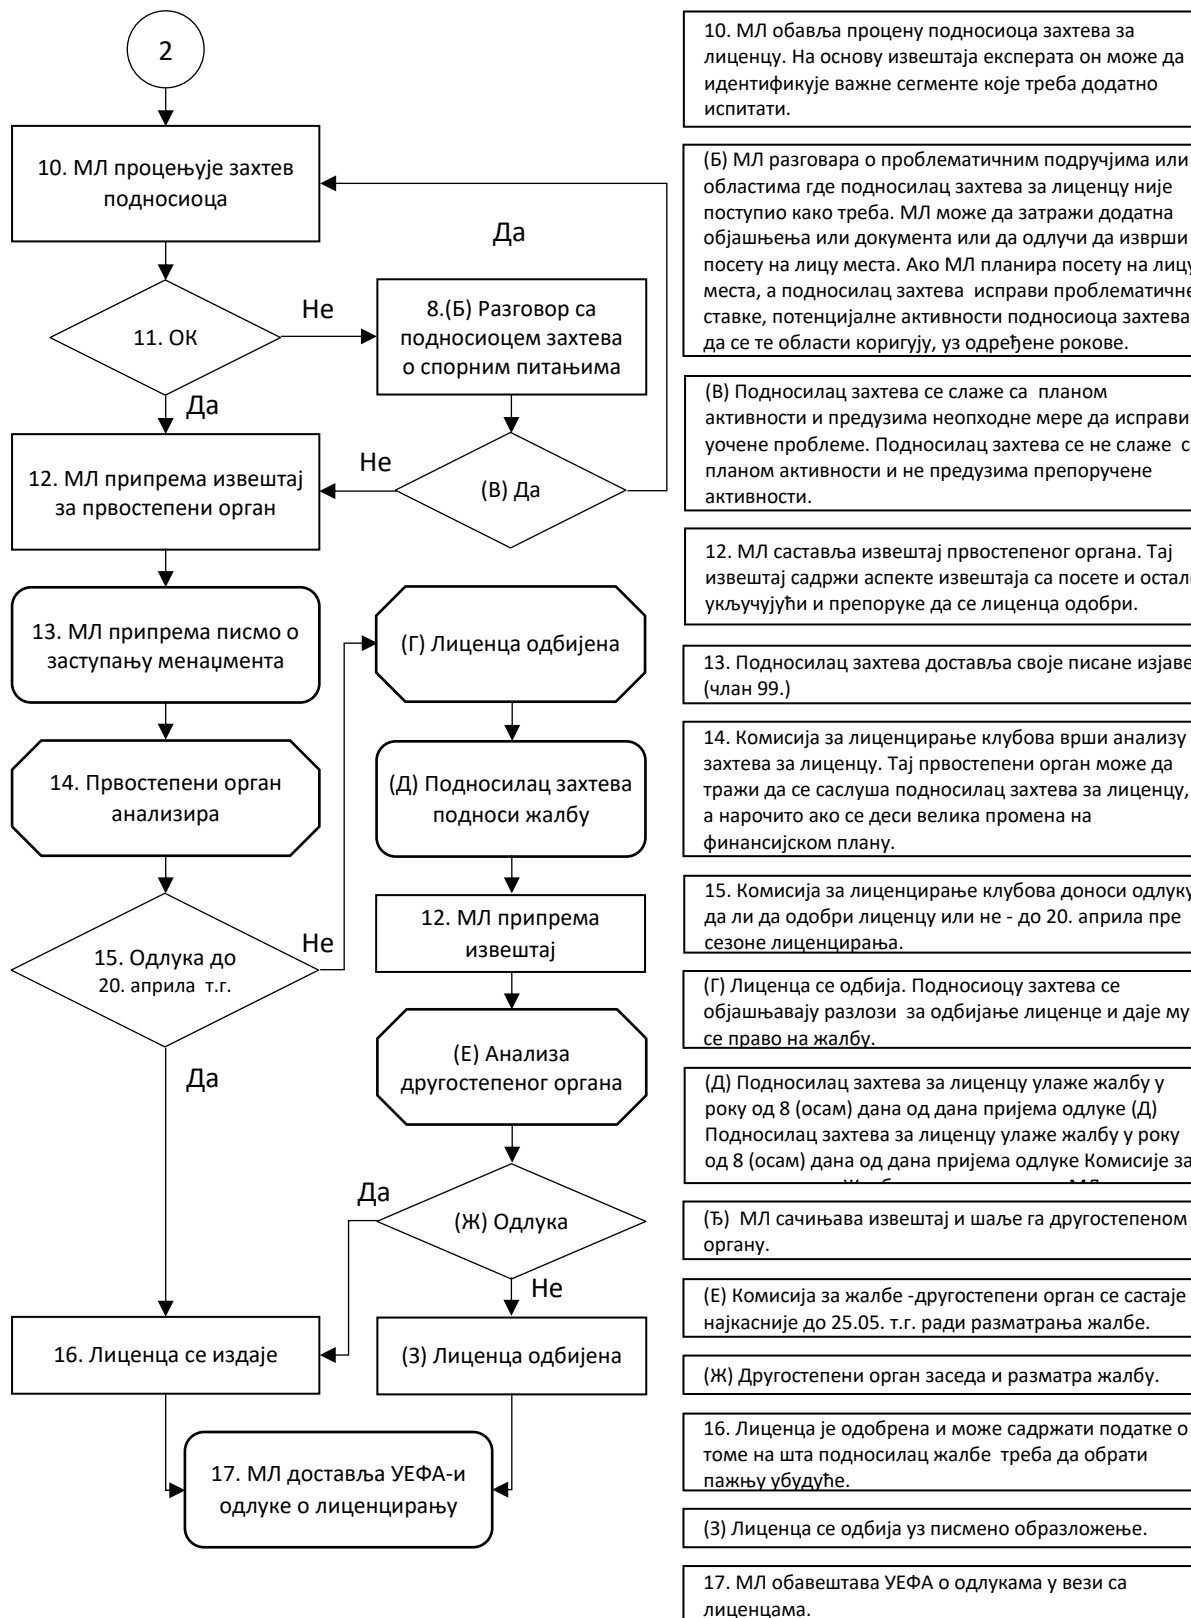 2
10. МЛ процењује захтев
подносиоца
Да
11. ОК
Не
8.(Б) Разговор са
подносиоцем захтева
о спорним питањима
Да
12. МЛ припрема извештај
за првостепени орган
Не
(В) Да
13. МЛ припрема писмо о
заступању менаџмента
(Г) Лиценца одбијена
14. Првостепени орган
анализира
(Д) Подносилац захтева
подноси жалбу
15. Одлука до
20. априла т.г.
Не
12. МЛ припрема
извештај
Да
(Е) Анализа
другостепеног органа
Да
(Ж) Одлука
Не
16. Лиценца се издаје
(З) Лиценца одбијена
17. МЛ доставља УЕФА-и
одлуке о лиценцирању
10. МЛ обавља процену подносиоца захтева за
лиценцу. На основу извештаја експерата он може да
идентификује важне сегменте које треба додатно
испитати.
(Б) МЛ разговара о проблематичним подручјима или
областима где подносилац захтева за лиценцу није
поступио како треба. МЛ може да затражи додатна
објашњења или документа или да одлучи да изврши
посету на лицу места. Ако МЛ планира посету на лицу
места, а подносилац захтева исправи проблематичне
ставке, потенцијалне активности подносиоца захтева
да се те области коригују, уз одређене рокове.
(В) Подносилац захтева се слаже са планом
активности и предузима неопходне мере да исправи
уочене проблеме. Подносилац захтева се не слаже са
планом активности и не предузима препоручене
активности.
12. МЛ саставља извештај првостепеног органа. Тај
извештај садржи аспекте извештаја са посете и остале
укључујући и препоруке да се лиценца одобри.
13. Подносилац захтева доставља своје писане изјаве
(члан 99.)
14. Комисија за лиценцирање клубова врши анализу
захтева за лиценцу. Тај првостепени орган може да
тражи да се саслуша подносилац захтева за лиценцу,
а нарочито ако се деси велика промена на
финансијском плану.
15. Комисија за лиценцирање клубова доноси одлуку
да ли да одобри лиценцу или не - до 20. априла пре
сезоне лиценцирања.
(Г) Лиценца се одбија. Подносиоцу захтева се
објашњавају разлози за одбијање лиценце и даје му
се право на жалбу.
(Д) Подносилац захтева за лиценцу улаже жалбу у
року од 8 (осам) дана од дана пријема одлуке (Д)
Подносилац захтева за лиценцу улаже жалбу у року
од 8 (осам) дана од дана пријема одлуке Комисије за
(Ђ) МЛ сачињава извештај и шаље га другостепеном
органу.
(Е) Комисија за жалбе -другостепени орган се састаје
најкасније до 25.05. т.г. ради разматрања жалбе.
(Ж) Другостепени орган заседа и разматра жалбу.
16. Лиценца је одобрена и може садржати податке о
томе на шта подносилац жалбе треба да обрати
пажњу убудуће.
(З) Лиценца се одбија уз писмено образложење.
17. МЛ обавештава УЕФА о одлукама у вези са
лиценцама.